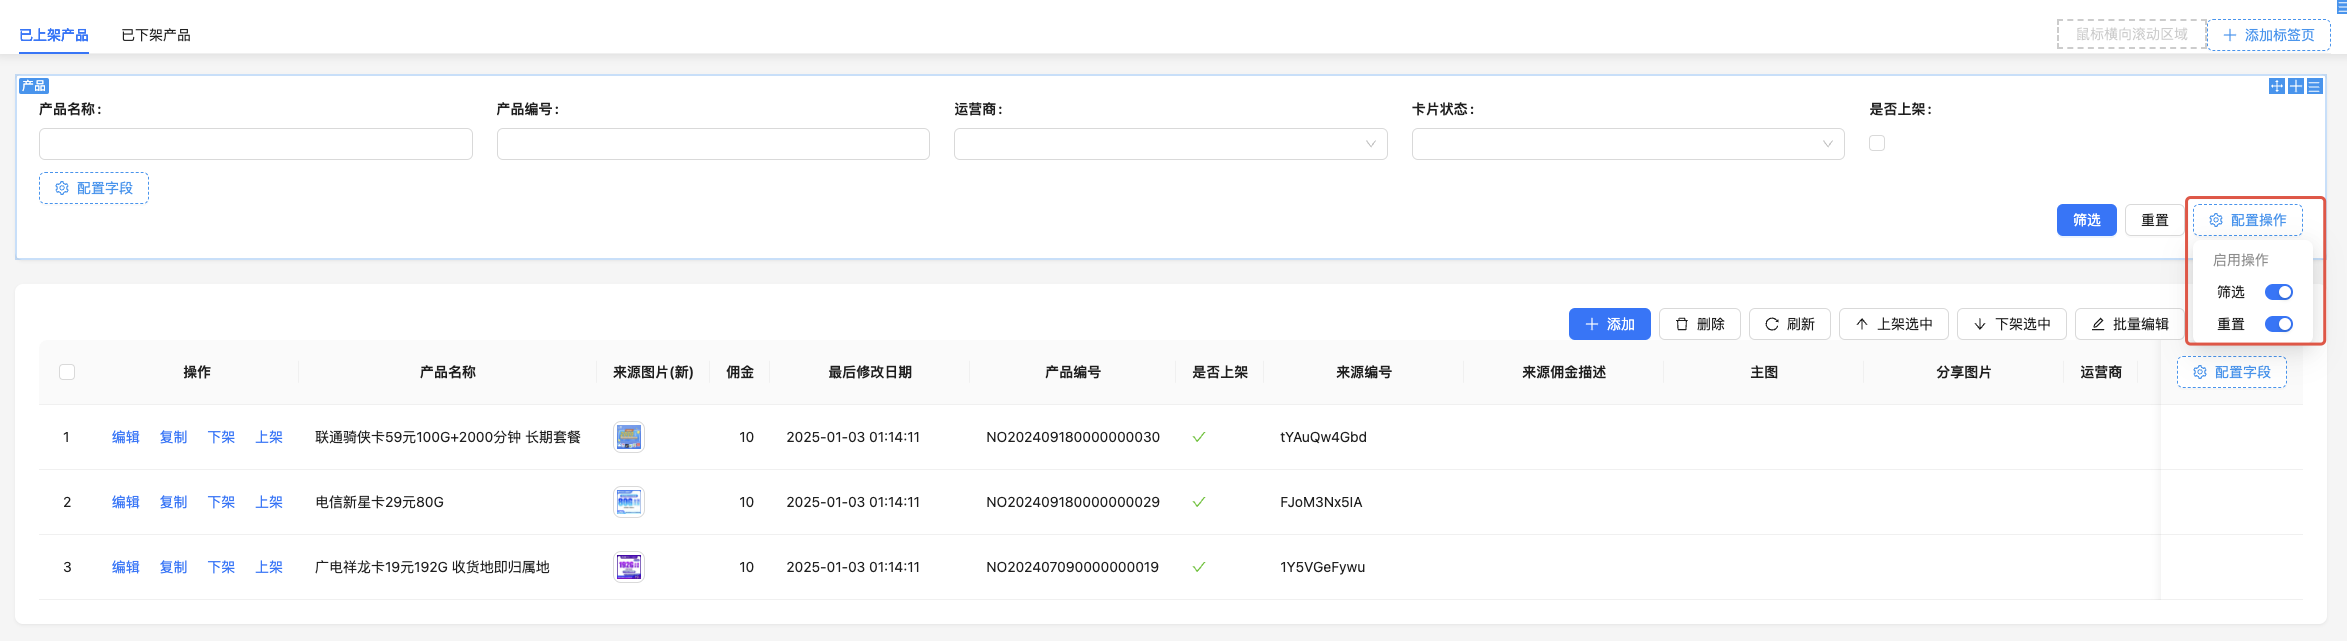 已上架产品 已下架产品 鼠标横向滚动区域 添加标签页
产品
产品名称: 产品编号: 运营商: 卡片状态: 是否上架:
配置字段
筛选 重置 配置操作
启用操作
筛选
重置
添加 删除 刷新 上架选中 下架选中 批量编辑
操作 产品名称 来源图片(新) 佣金 最后修改日期 产品编号 是否上架 来源编号 来源佣金描述 主图 分享图片 运营商 配置字段
1 编辑 复制 下架 上架 联通骑侠卡59元100G+2000分钟 长期套餐 10 2025-01-03 01:14:11 NO202409180000000030 tYAuQw4Gbd
2 编辑 复制 下架 上架 电信新星卡29元80G 10 2025-01-03 01:14:11 NO202409180000000029 FJoM3Nx5IA
3 编辑 复制 下架 上架 广电祥龙卡19元192G 收货地即归属地 192G 10 2025-01-03 01:14:11 NO202407090000000019 1Y5VGeFywu